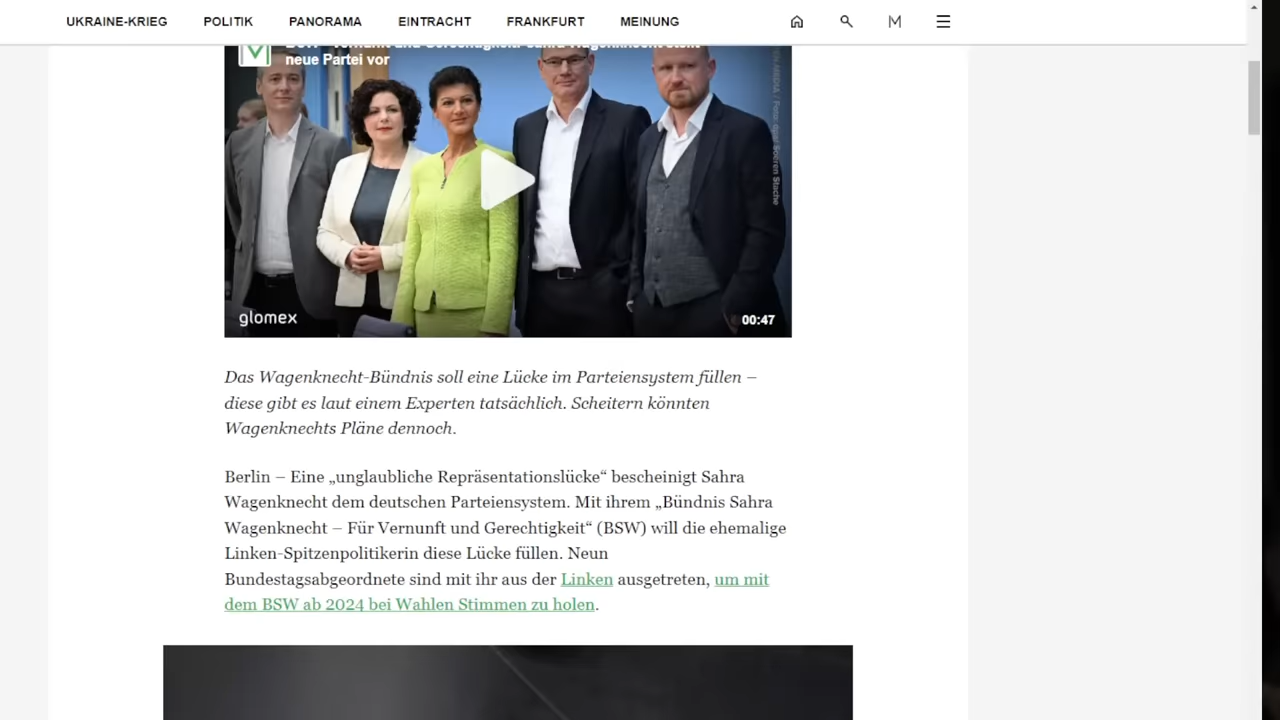 UKRAINE-KRIEG POLITIK PANORAMA EINTRACHT FRANKFURT MEINUNG
neue Partei vor
glomex
00:47
Das Wagenknecht-Bündnis soll eine Lücke im Parteiensystem füllen –
diese gibt es laut einem Experten tatsächlich. Scheitern könnten
Wagenknechts Pläne dennoch.
Berlin – Eine „unglaubliche Repräsentationslücke“ bescheinigt Sahra
Wagenknecht dem deutschen Parteiensystem. Mit ihrem „Bündnis Sahra
Wagenknecht – Für Vernunft und Gerechtigkeit“ (BSW) will die ehemalige
Linken-Spitzenpolitikerin diese Lücke füllen. Neun
Bundestagsabgeordnete sind mit ihr aus der Linken ausgetreten, um mit
dem BSW ab 2024 bei Wahlen Stimmen zu holen.